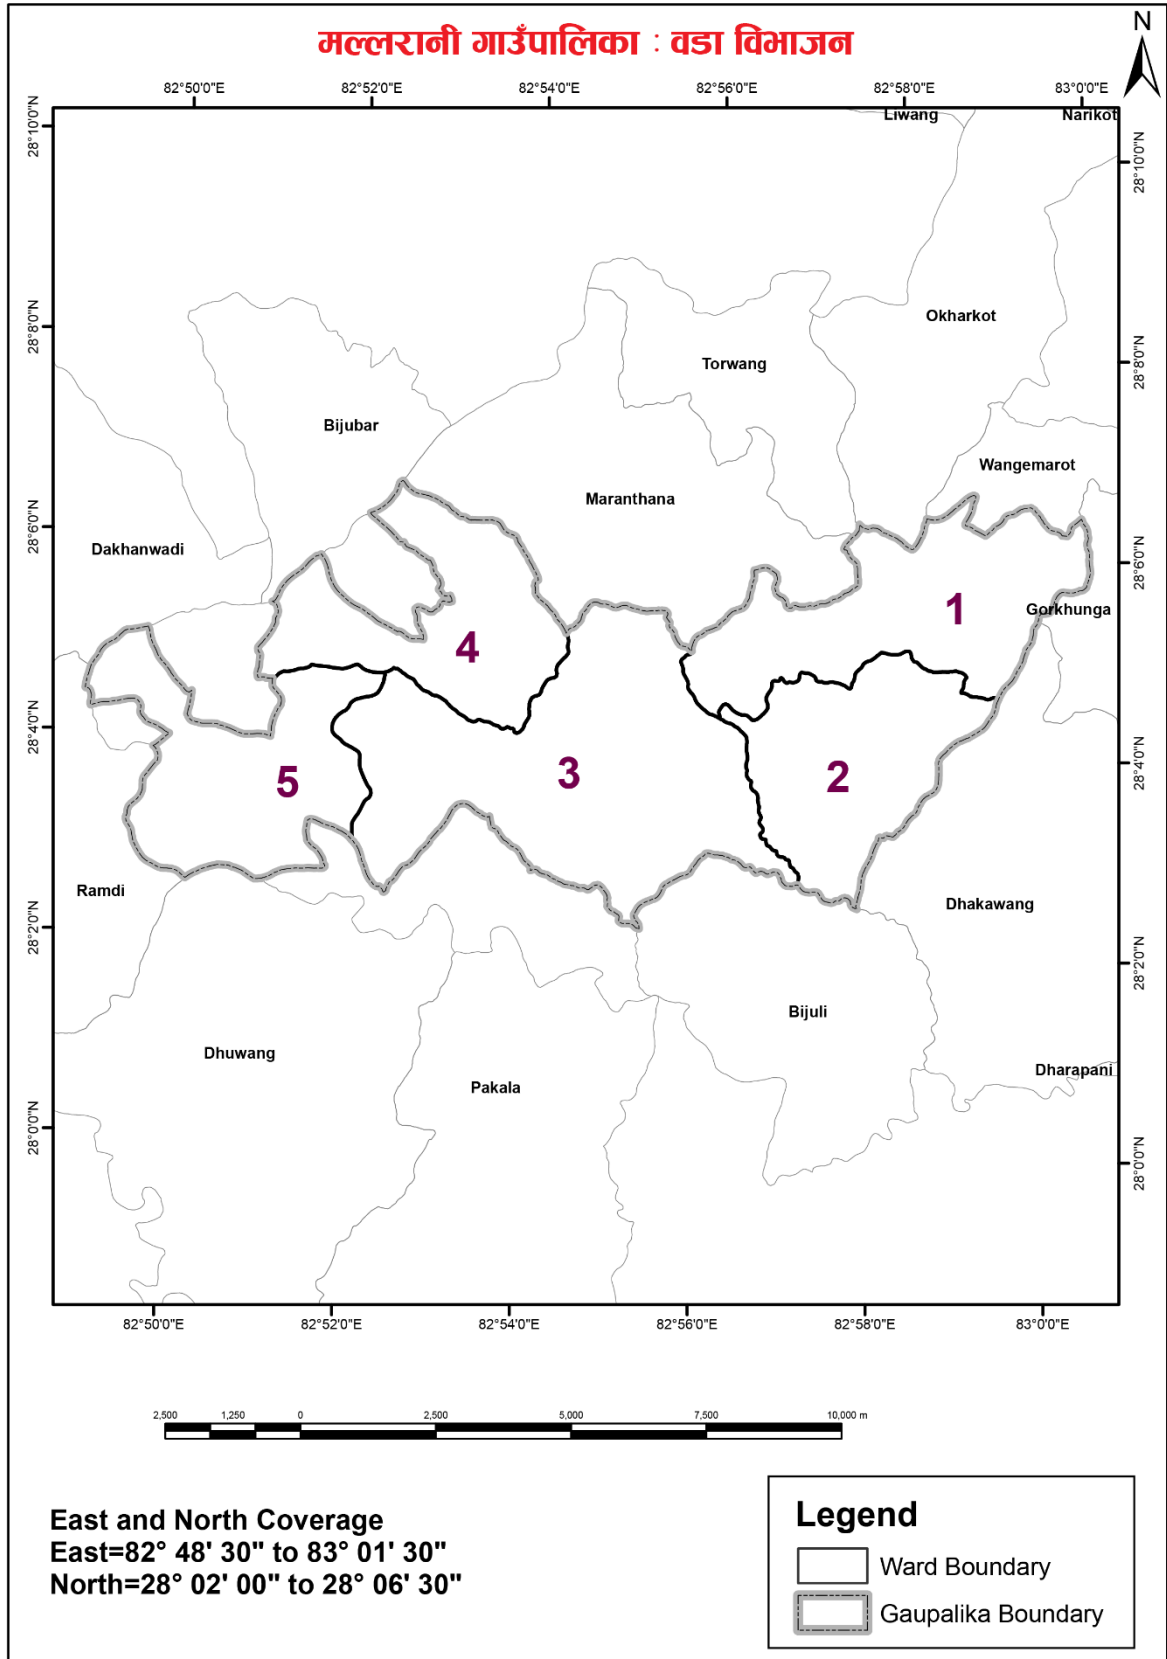 मल्लरानी गाउँपालिका : वडा विभाजन
N
82°50'0"E 82°52'0"E 82°54'0"E 82°56'0"E 82°58'0"E 83°0'0"E
28°10'0"N
28°8'0"N
28°6'0"N
28°4'0"N
28°2'0"N
28°0'0"N
28°10'0"N
28°8'0"N
28°6'0"N
28°4'0"N
28°2'0"N
28°0'0"N
Liwang
Narikot
Okharkot
Torwang
Bijubar
Wangemarot
Maranthana
Dakhanwadi
1
Gorkhunga
4
3
2
5
Ramdi
Dhakawang
Bijuli
Dhuwang
Dharapani
Pakala
82°50'0"E 82°52'0"E 82°54'0"E 82°56'0"E 82°58'0"E 83°0'0"E
2,500 1,250 0 2,500 5,000 7,500 10,000 m
East and North Coverage
East=82° 48' 30" to 83° 01' 30"
North=28° 02' 00" to 28° 06' 30"
Legend
Ward Boundary
Gaupalika Boundary